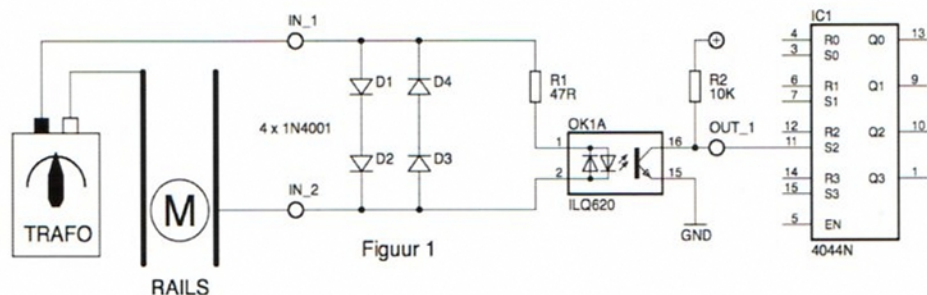 IN_1
IC1
4 R0 Q0 13
3 S0
D1 D4
R1
47R
R2
10K
6 R1 Q1 9
7 S1
4 x 1N4001
OK1A
OUT_1
12 R2 Q2 10
11 S2
1 16
D2 D3
2 15
14 R3 Q3 1
15 S3
IN_2
ILQ620
5 EN
M
TRAFO
GND
Figuur 1
4044N
RAILS